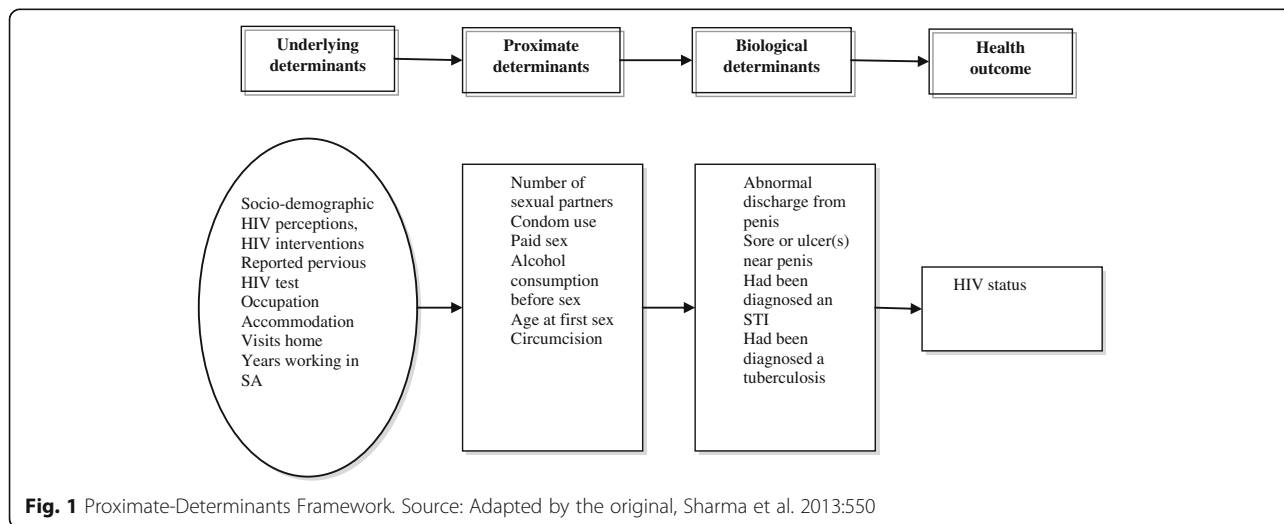 Underlying
determinants
Proximate
determinants
Biological
determinants
Health
outcome
Socio-demographic
HIV perceptions,
HIV interventions
Reported pervious
HIV test
Occupation
Accommodation
Visits home
Years working in
SA
Number of
sexual partners
Condom use
Paid sex
Alcohol
consumption
before sex
Age at first sex
Circumcision
Abnormal
discharge from
penis
Sore or ulcer(s)
near penis
Had been
diagnosed an
STI
Had been
diagnosed a
tuberculosis
HIV status
Fig. 1 Proximate-Determinants Framework. Source: Adapted by the original, Sharma et al. 2013:550